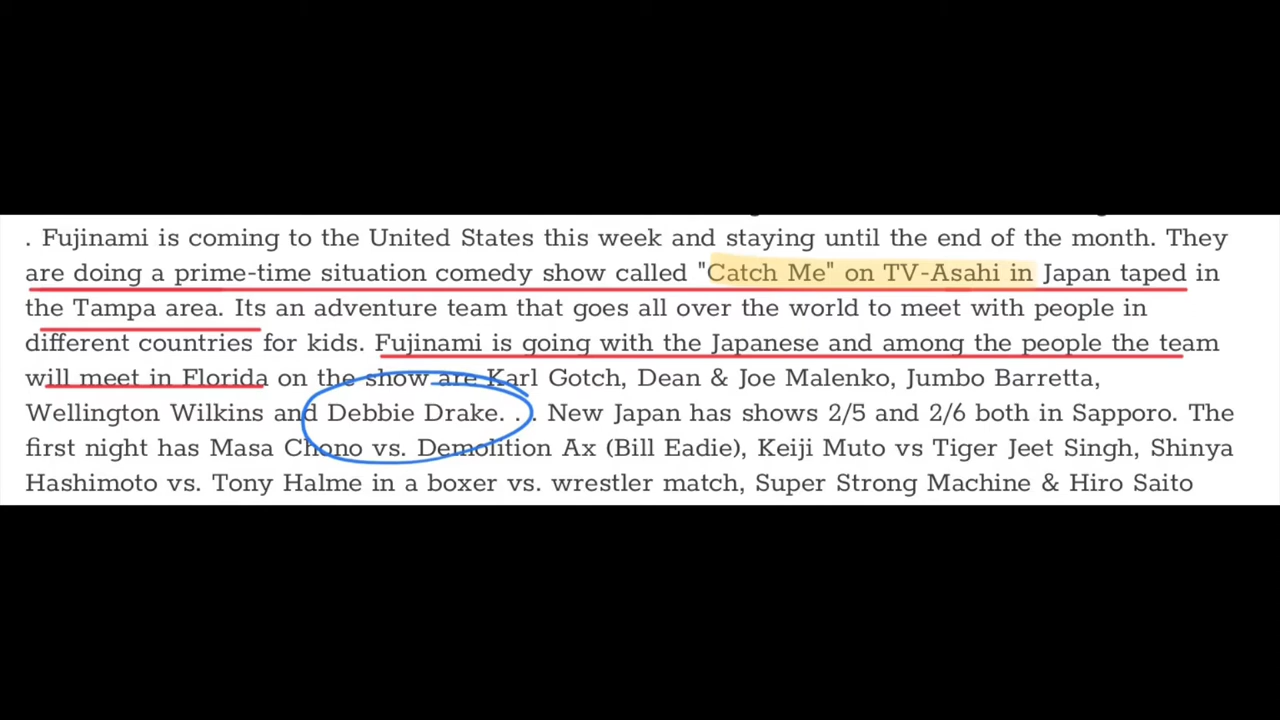 . Fujinami is coming to the United States this week and staying until the end of the month. They
are doing a prime-time situation comedy show called "Catch Me" on TV-Asahi in Japan taped in
the Tampa area. Its an adventure team that goes all over the world to meet with people in
different countries for kids. Fujinami is going with the Japanese and among the people the team
will meet in Florida on the show are Karl Gotch, Dean & Joe Malenko, Jumbo Barretta,
Wellington Wilkins and Debbie Drake. . . New Japan has shows 2/5 and 2/6 both in Sapporo. The
first night has Masa Chono vs. Demolition Ax (Bill Eadie), Keiji Muto vs Tiger Jeet Singh, Shinya
Hashimoto vs. Tony Halme in a boxer vs. wrestler match, Super Strong Machine & Hiro Saito